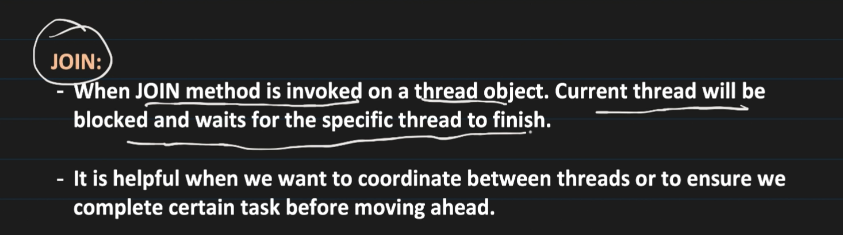 JOIN:
- When JOIN method is invoked on a thread object. Current thread will be
blocked and waits for the specific thread to finish.
- It is helpful when we want to coordinate between threads or to ensure we
complete certain task before moving ahead.